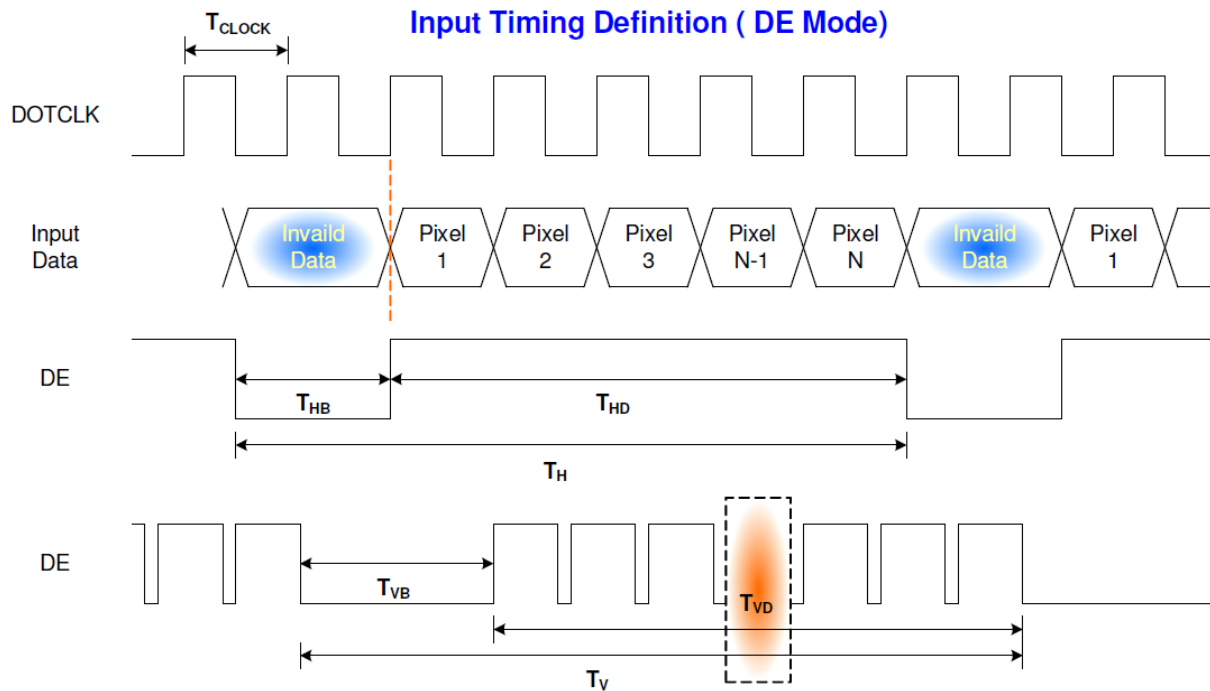 Input Timing Definition ( DE Mode)
TCLOCK
DOTCLK
Input
Data
Invaild
Data
Pixel
1
Pixel
2
Pixel
3
Pixel
N-1
Pixel
N
Invaild
Data
Pixel
1
DE
THB
THD
TH
DE
TVB
TVD
TV